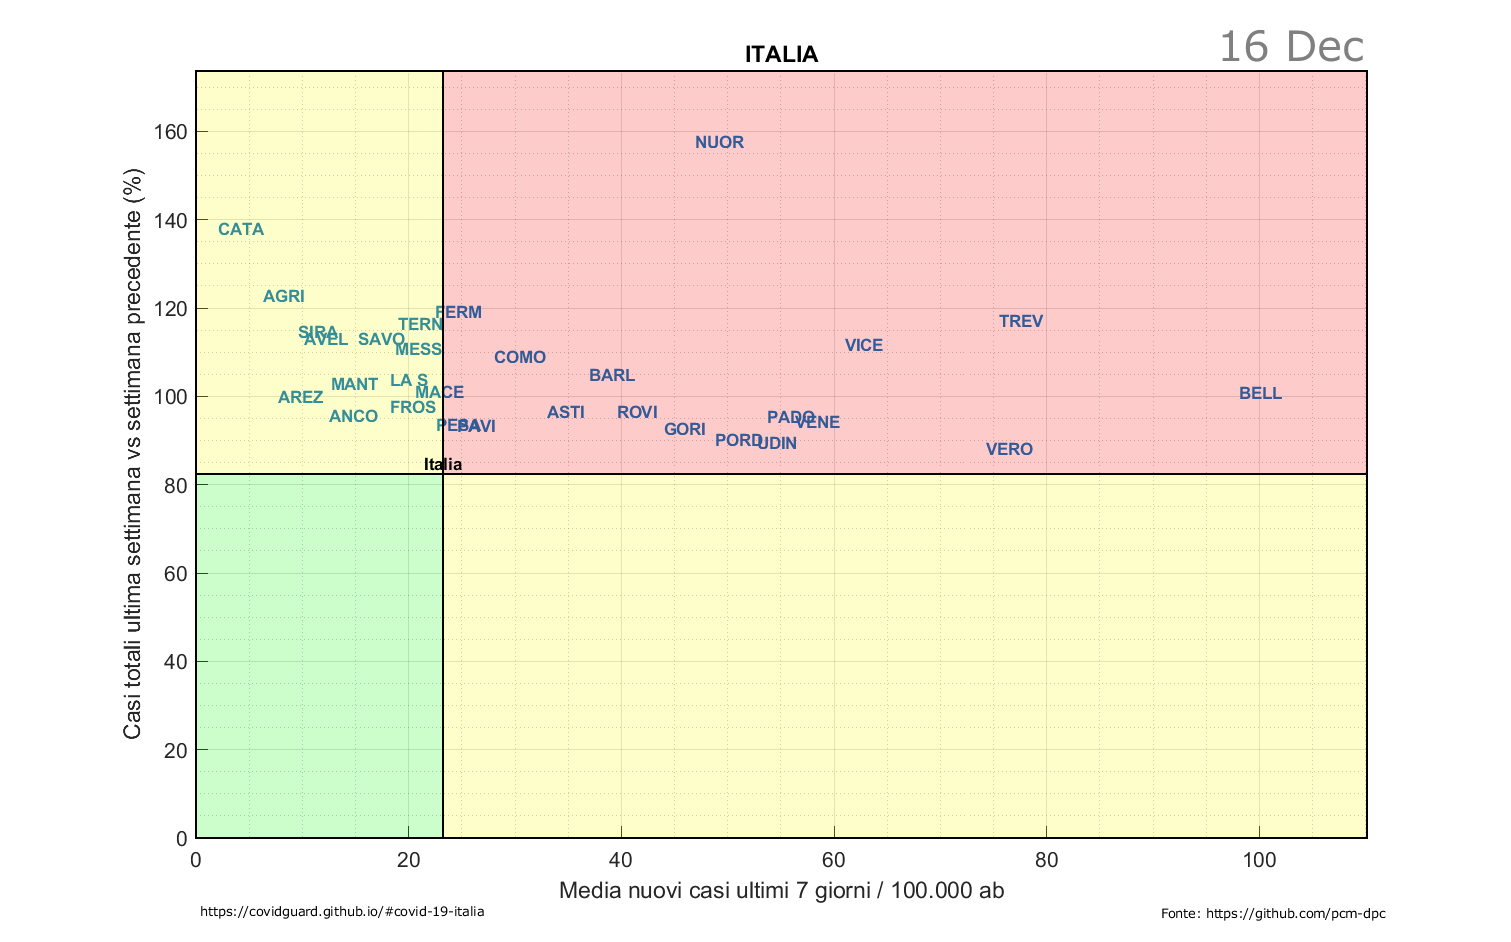 16 Dec
ITALIA
Casi totali ultima settimana vs settimana precedente (%)
160
140
120
100
80
60
40
20
0
NUOR
CATA
AGRI
FERM
TREV
TERN
SIRA
AVEL
SAVO
VICE
MESS
COMO
BARL
LA S
MANT
MACE
BELL
AREZ
FROS
ASTI
ROVI
ANCO
PADO
VENE
PESA
PAVI
GORI
PORD
UDIN
VERO
Italia
0 20 40 60 80 100
Media nuovi casi ultimi 7 giorni / 100.000 ab
https://covidguard.github.io/#covid-19-italia
Fonte: https://github.com/pcm-dpc